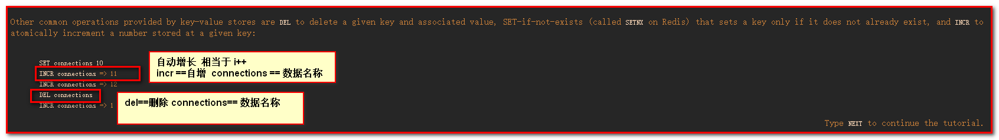 Other common operations provided by key-value stores are DEL to delete a given key and associated value, SET-if-not-exists (called SETNX on Redis) that sets a key only if it does not already exist, and INCR to
atomically increment a number stored at a given key:
SET connections 10
INCR connections => 11
INCR connections => 12
DEL connections
INCR connections => 1
自动增长 相当于 i++
incr ==自增 connections == 数据名称
del==删除 connections== 数据名称
Type NEXT to continue the tutorial.